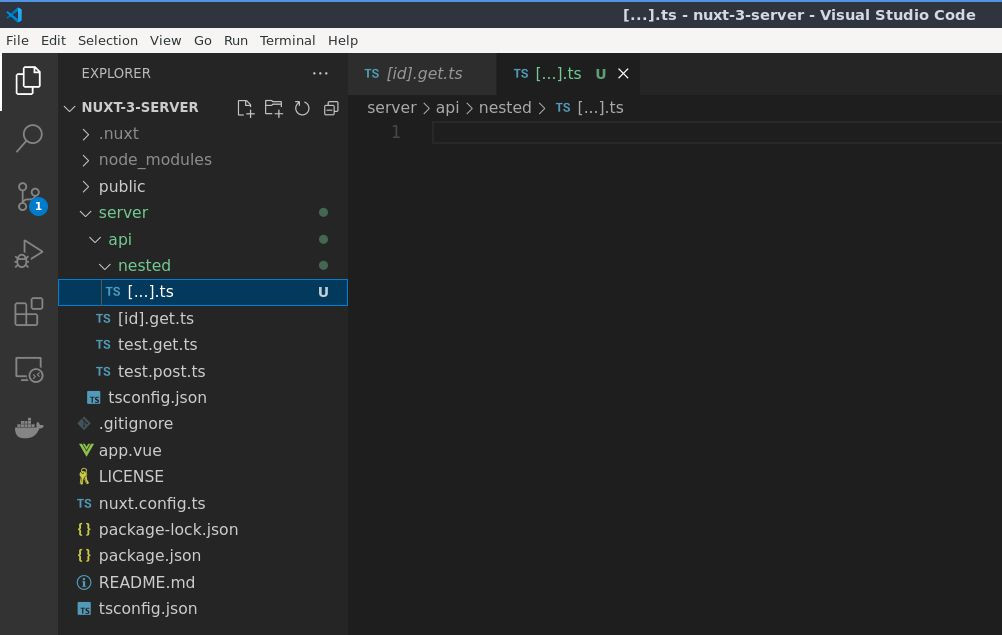 [...].ts - nuxt-3-server - Visual Studio Code
File Edit Selection View Go Run Terminal Help
EXPLORER ...
TS [id].get.ts TS [...].ts U
NUXT-3-SERVER
server > api > nested > TS [...].ts
1
.nuxt
node_modules
public
1
server
api
nested
TS [...].ts U
TS [id].get.ts
TS test.get.ts
TS test.post.ts
TS tsconfig.json
.gitignore
app.vue
LICENSE
TS nuxt.config.ts
{ } package-lock.json
{ } package.json
README.md
TS tsconfig.json